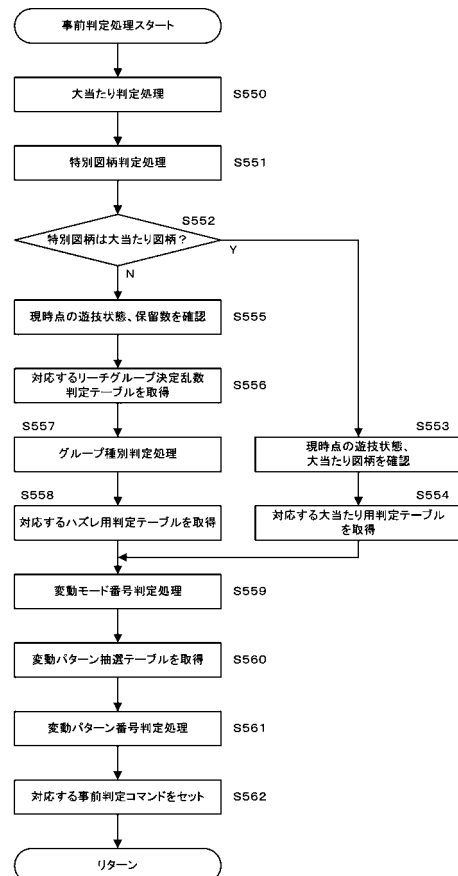 事前判定処理スタート
大当たり判定処理
S550
特別図柄判定処理
S551
S552
特別図柄は大当たり図柄？
Y
N
現時点の遊技状態、保留数を確認
S555
対応するリーチグループ決定乱数
判定テーブルを取得
S556
S557
グループ種別判定処理
S553
現時点の遊技状態、
大当たり図柄を確認
S558
対応するハズレ用判定テーブルを取得
S554
対応する大当たり用判定テーブル
を取得
変動モード番号判定処理
S559
変動パターン抽選テーブルを取得
S560
変動パターン番号判定処理
S561
対応する事前判定コマンドをセット
S562
リターン